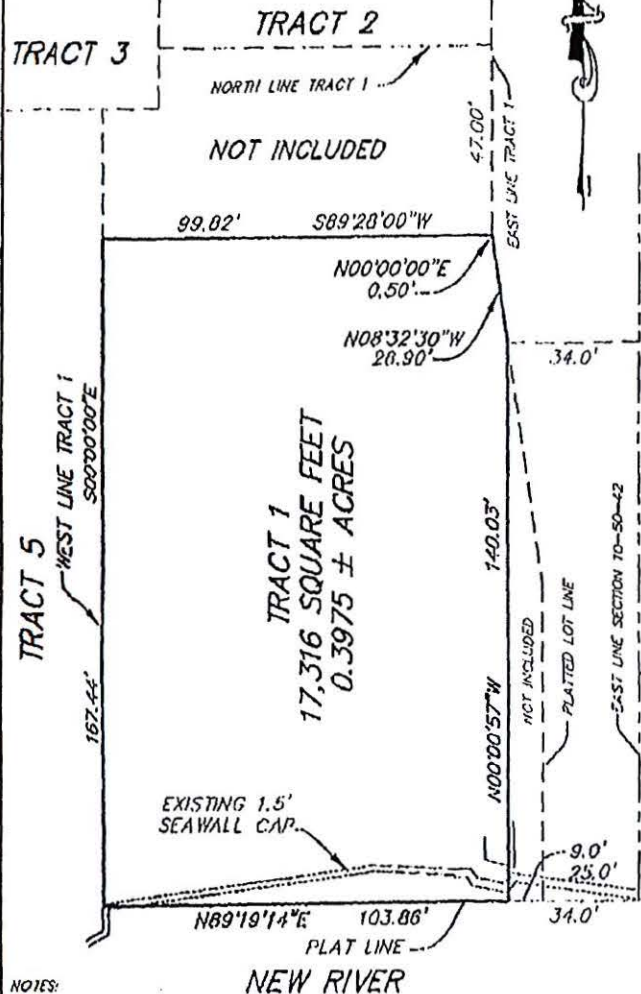 TRACT 2
TRACT 3
NORTH LINE TRACT 1
NOT INCLUDED
47.00'
EAST LINE TRACT 1
99.82'
S89°28'00"W
N00°00'00"E
0.50'
N08°32'30"W
26.90'
34.0'
WEST LINE TRACT 1
S00°00'00"E
TRACT 5
167.44'
TRACT 1
17,316 SQUARE FEET
0.3975 ± ACRES
140.03'
N00°00'57"W
NOT INCLUDED
PLATTED LOT LINE
EAST LINE SECTION 10-50-42
EXISTING 1.5'
SEAWALL CAP
9.0'
25.0'
34.0'
N89°19'14"E
103.86'
PLAT LINE
NOTES:
NEW RIVER